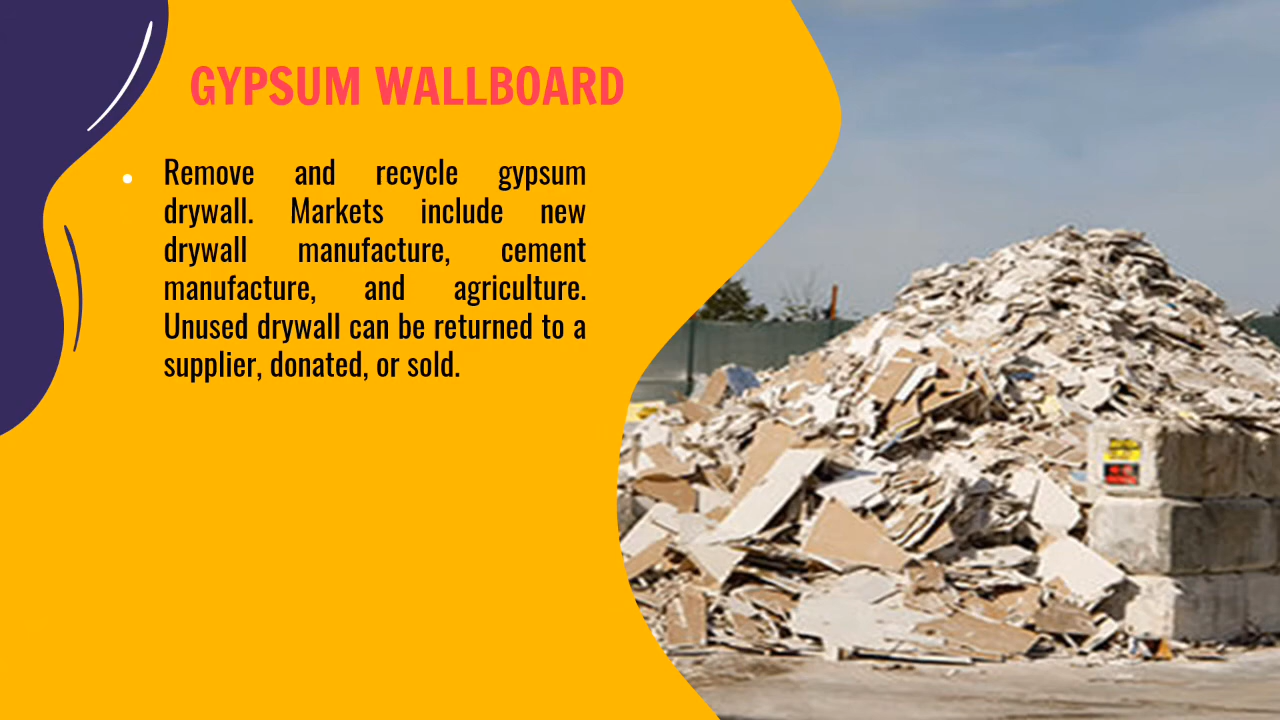 GYPSUM WALLBOARD
Remove and recycle gypsum
drywall. Markets include new
drywall manufacture, cement
manufacture, and agriculture.
Unused drywall can be returned to a
supplier, donated, or sold.